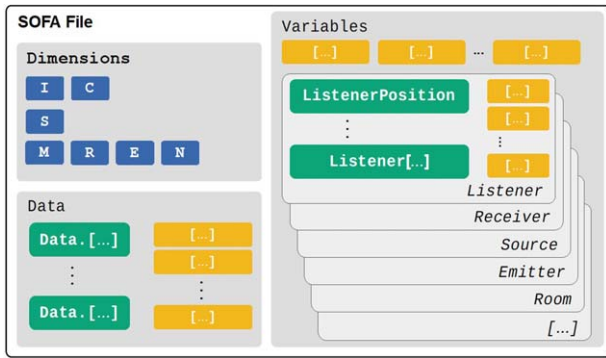 SOFA File
Dimensions
I C
S
M R E N
Data
Data.[…] […]
[…]
⋮ ⋮
Data.[…] […]
Variables
[…] […] … […]
ListenerPosition […]
[…]
⋮ ⋮
Listener[…] […]
Listener
Receiver
Source
Emitter
Room
[…]